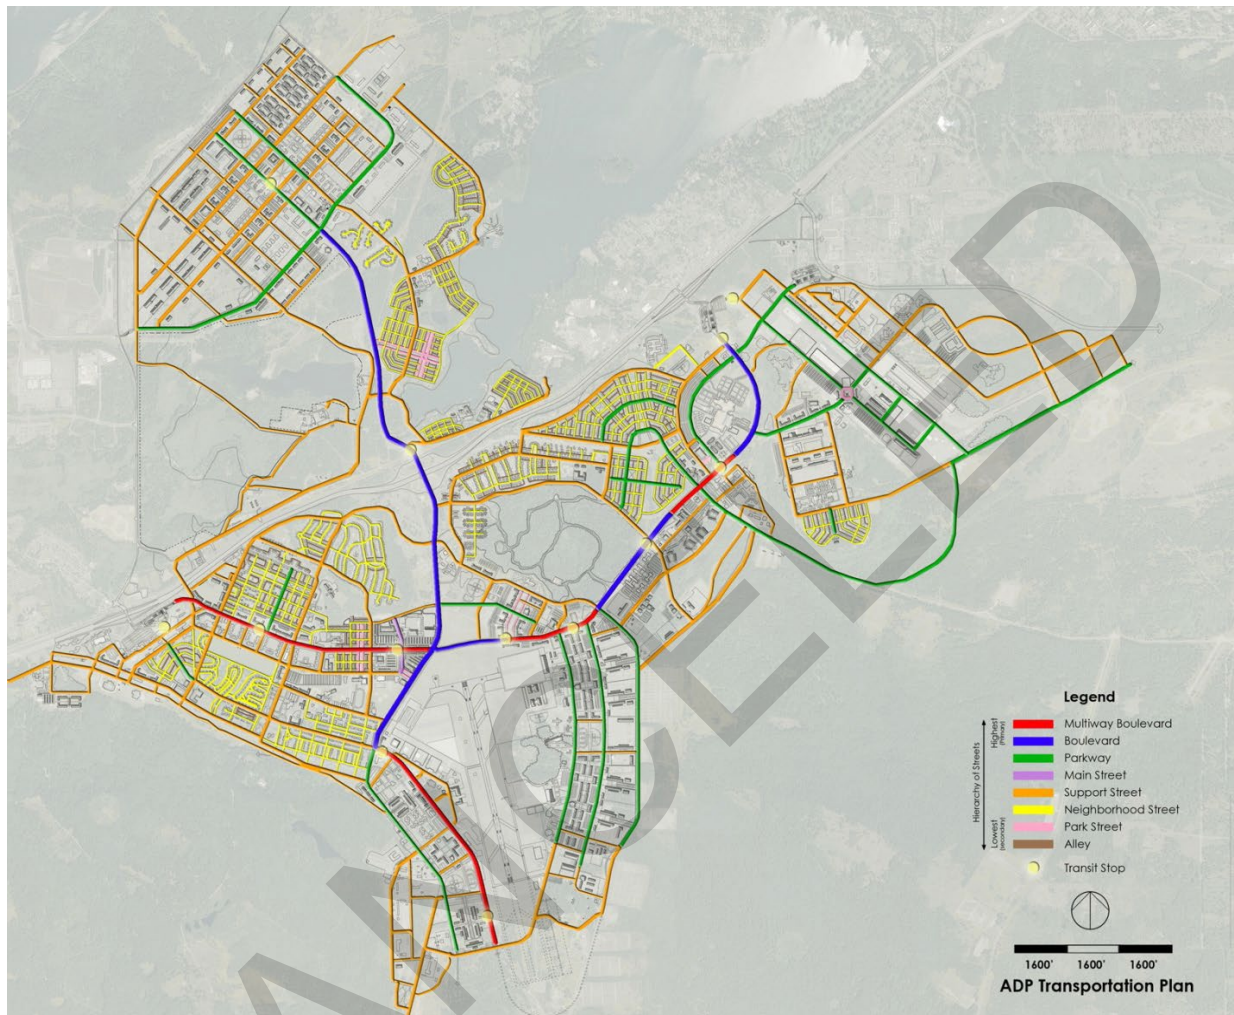 ANCELED
Legend
Highest
(Primary)
Hierarchy of Streets
Lowest
(secondary)
Multiway Boulevard
Boulevard
Parkway
Main Street
Support Street
Neighborhood Street
Park Street
Alley
Transit Stop
1600' 1600' 1600'
ADP Transportation Plan